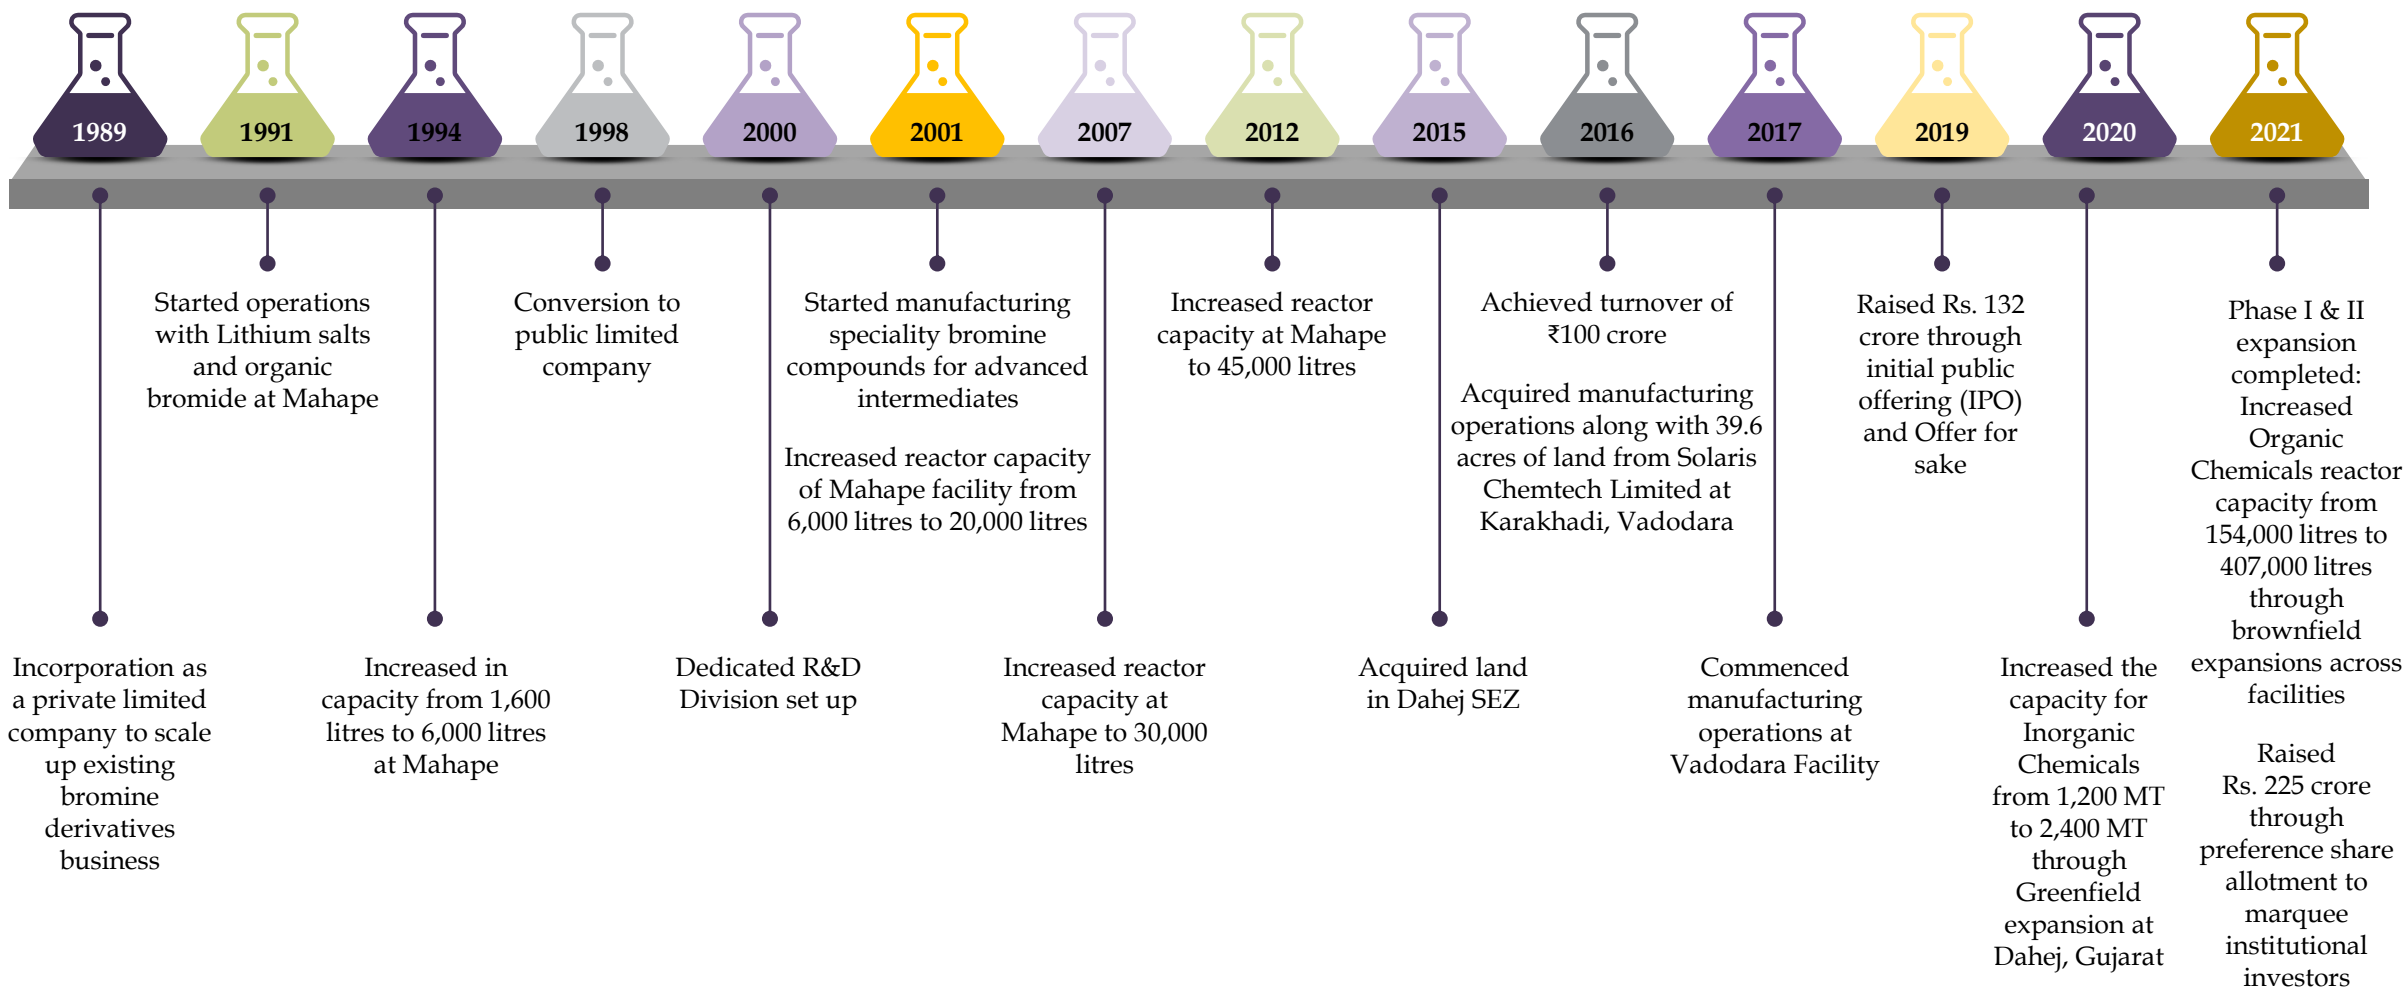 1989
1991
1994
1998
2000
2001
2007
2012
2015
2016
2017
2019
2020
2021
Incorporation as
a private limited
company to scale
up existing
bromine
derivatives
business
Started operations
with Lithium salts
and organic
bromide at Mahape
Increased in
capacity from 1,600
litres to 6,000 litres
at Mahape
Conversion to
public limited
company
Dedicated R&D
Division set up
Started manufacturing
speciality bromine
compounds for advanced
intermediates
Increased reactor capacity
of Mahape facility from
6,000 litres to 20,000 litres
Increased reactor
capacity at
Mahape to 30,000
litres
Increased reactor
capacity at Mahape
to 45,000 litres
Acquired land
in Dahej SEZ
Achieved turnover of
₹100 crore
Acquired manufacturing
operations along with 39.6
acres of land from Solaris
Chemtech Limited at
Karakhadi, Vadodara
Commenced
manufacturing
operations at
Vadodara Facility
Raised Rs. 132
crore through
initial public
offering (IPO)
and Offer for
sake
Increased the
capacity for
Inorganic
Chemicals
from 1,200 MT
to 2,400 MT
through
Greenfield
expansion at
Dahej, Gujarat
Phase I & II
expansion
completed:
Increased
Organic
Chemicals reactor
capacity from
154,000 litres to
407,000 litres
through
brownfield
expansions across
facilities
Raised
Rs. 225 crore
through
preference share
allotment to
marquee
institutional
investors